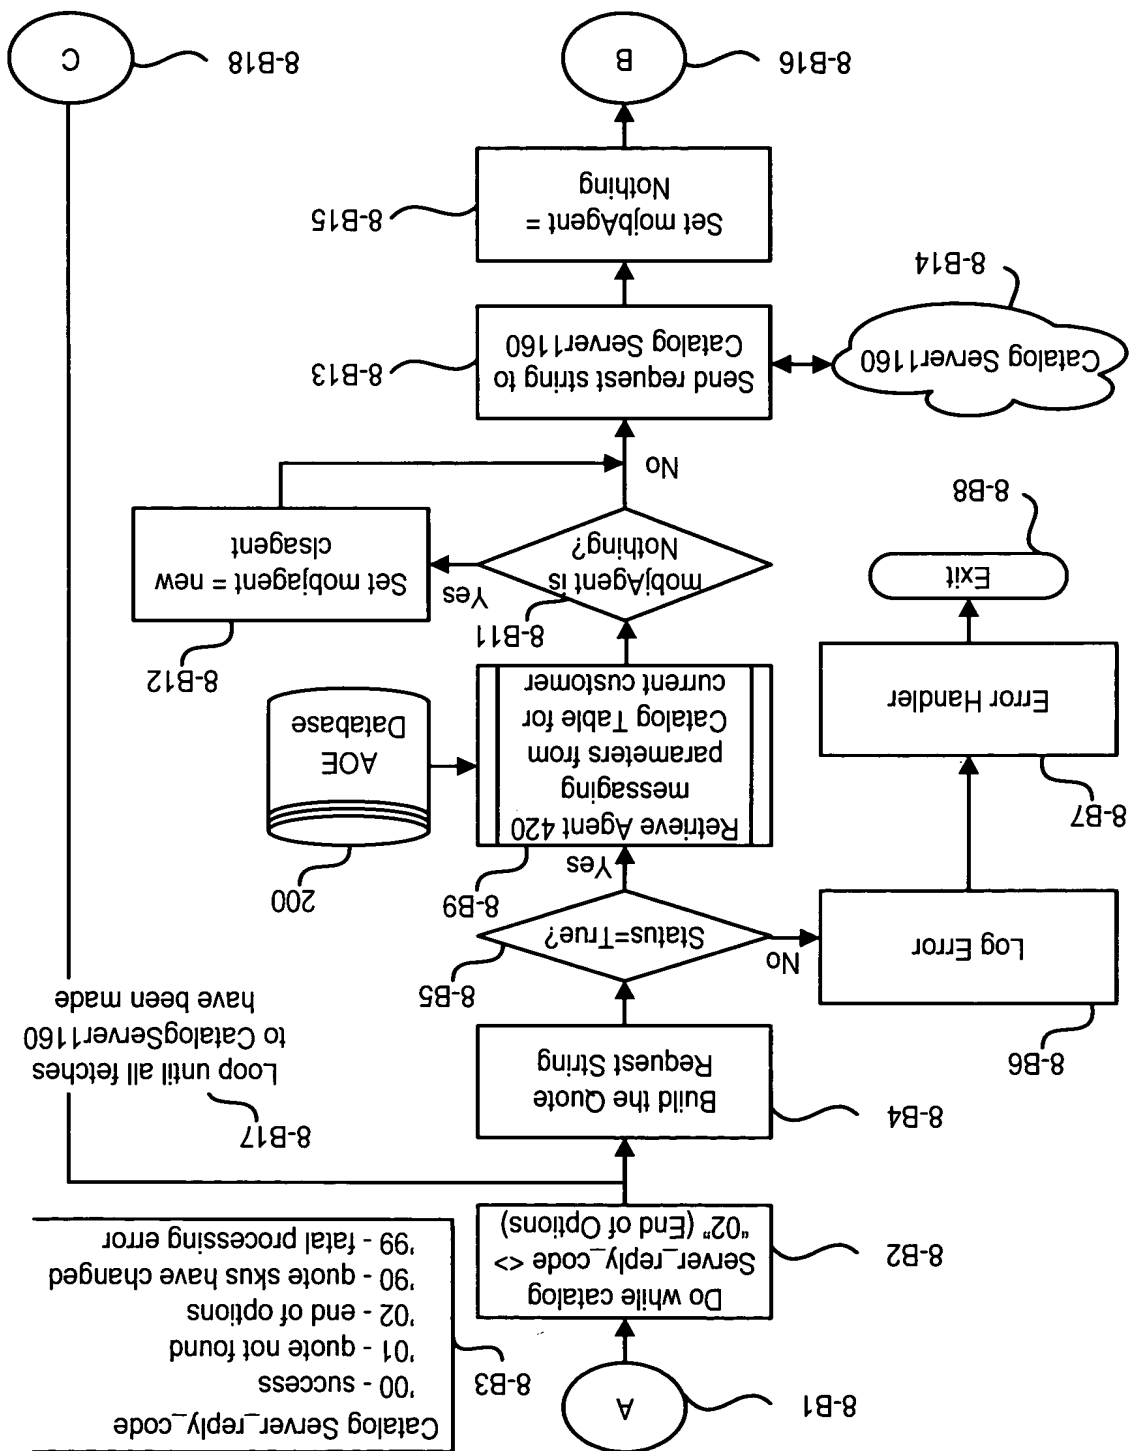 8-B1
A
8-B3
Catalog Server_reply_code
'00 - success
'01 - quote not found
'02 - end of options
'90 - quote skus have changed
'99 - fatal processing error
8-B2
Do while catalog
Server_reply_code <>
"02" (End of Options)
8-B4
Build the Quote
Request String
8-B17
Loop until all fetches
to CatalogServer1160
have been made
8-B5
Status=True?
No
Yes
8-B6
Log Error
8-B7
Error Handler
8-B8
Exit
8-B9
Retrieve Agent 420
messaging
parameters from
Catalog Table for
current customer
200
AOE
Database
8-B11
mobjAgent is
Nothing?
Yes
No
8-B12
Set mobjagent = new
clsagent
8-B13
Send request string to
Catalog Server1160
8-B14
Catalog Server1160
8-B15
Set mojbAgent =
Nothing
8-B16
B
8-B18
C